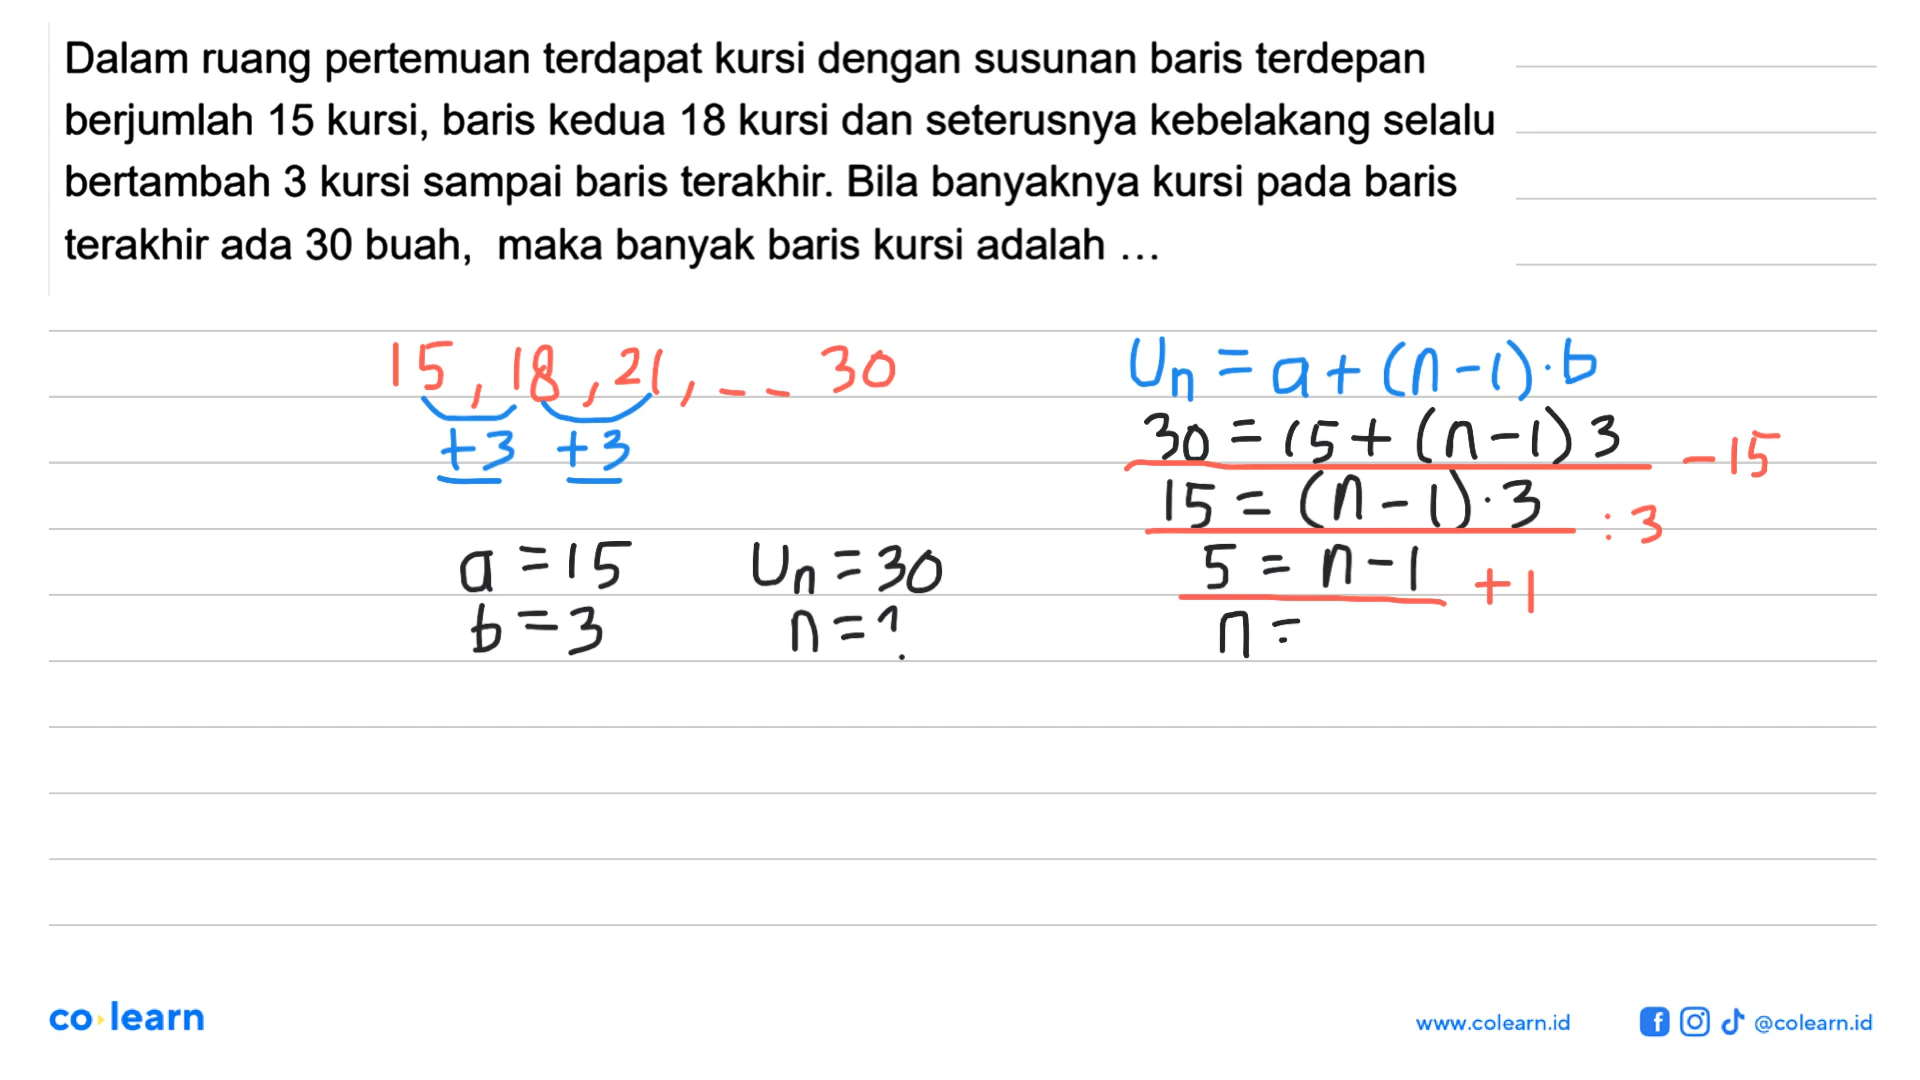 Dalam ruang pertemuan terdapat kursi dengan susunan baris terdepan
berjumlah 15 kursi, baris kedua 18 kursi dan seterusnya kebelakang selalu
bertambah 3 kursi sampai baris terakhir. Bila banyaknya kursi pada baris
terakhir ada 30 buah, maka banyak baris kursi adalah ...
15, 18, 21, -- 30
+3 +3
a = 15 Un = 30
b = 3 n = ?
Un = a + (n-1)·b
30 = 15 + (n-1) 3 -15
15 = (n-1)·3 :3
5 = n-1 +1
n =
co learn
www.colearn.id
@colearn.id